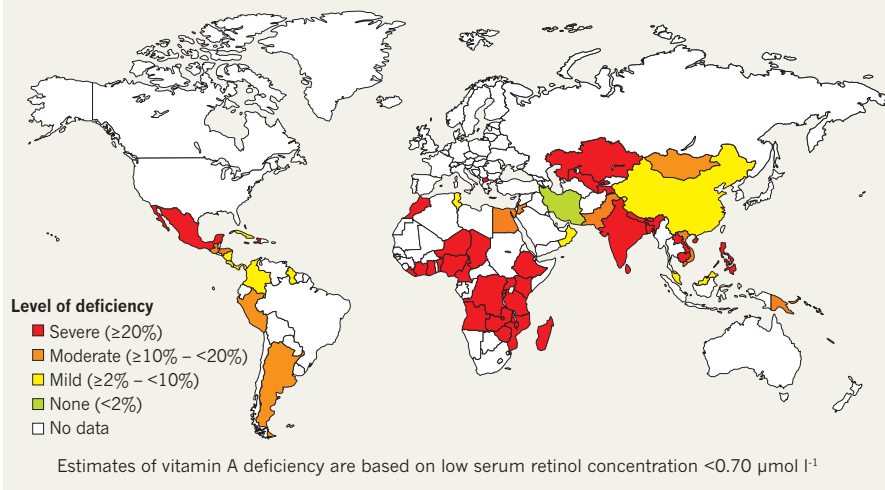 Level of deficiency
Severe (≥20%)
Moderate (≥10% – <20%)
Mild (≥2% – <10%)
None (<2%)
No data
Estimates of vitamin A deficiency are based on low serum retinol concentration <0.70 μmol l⁻¹